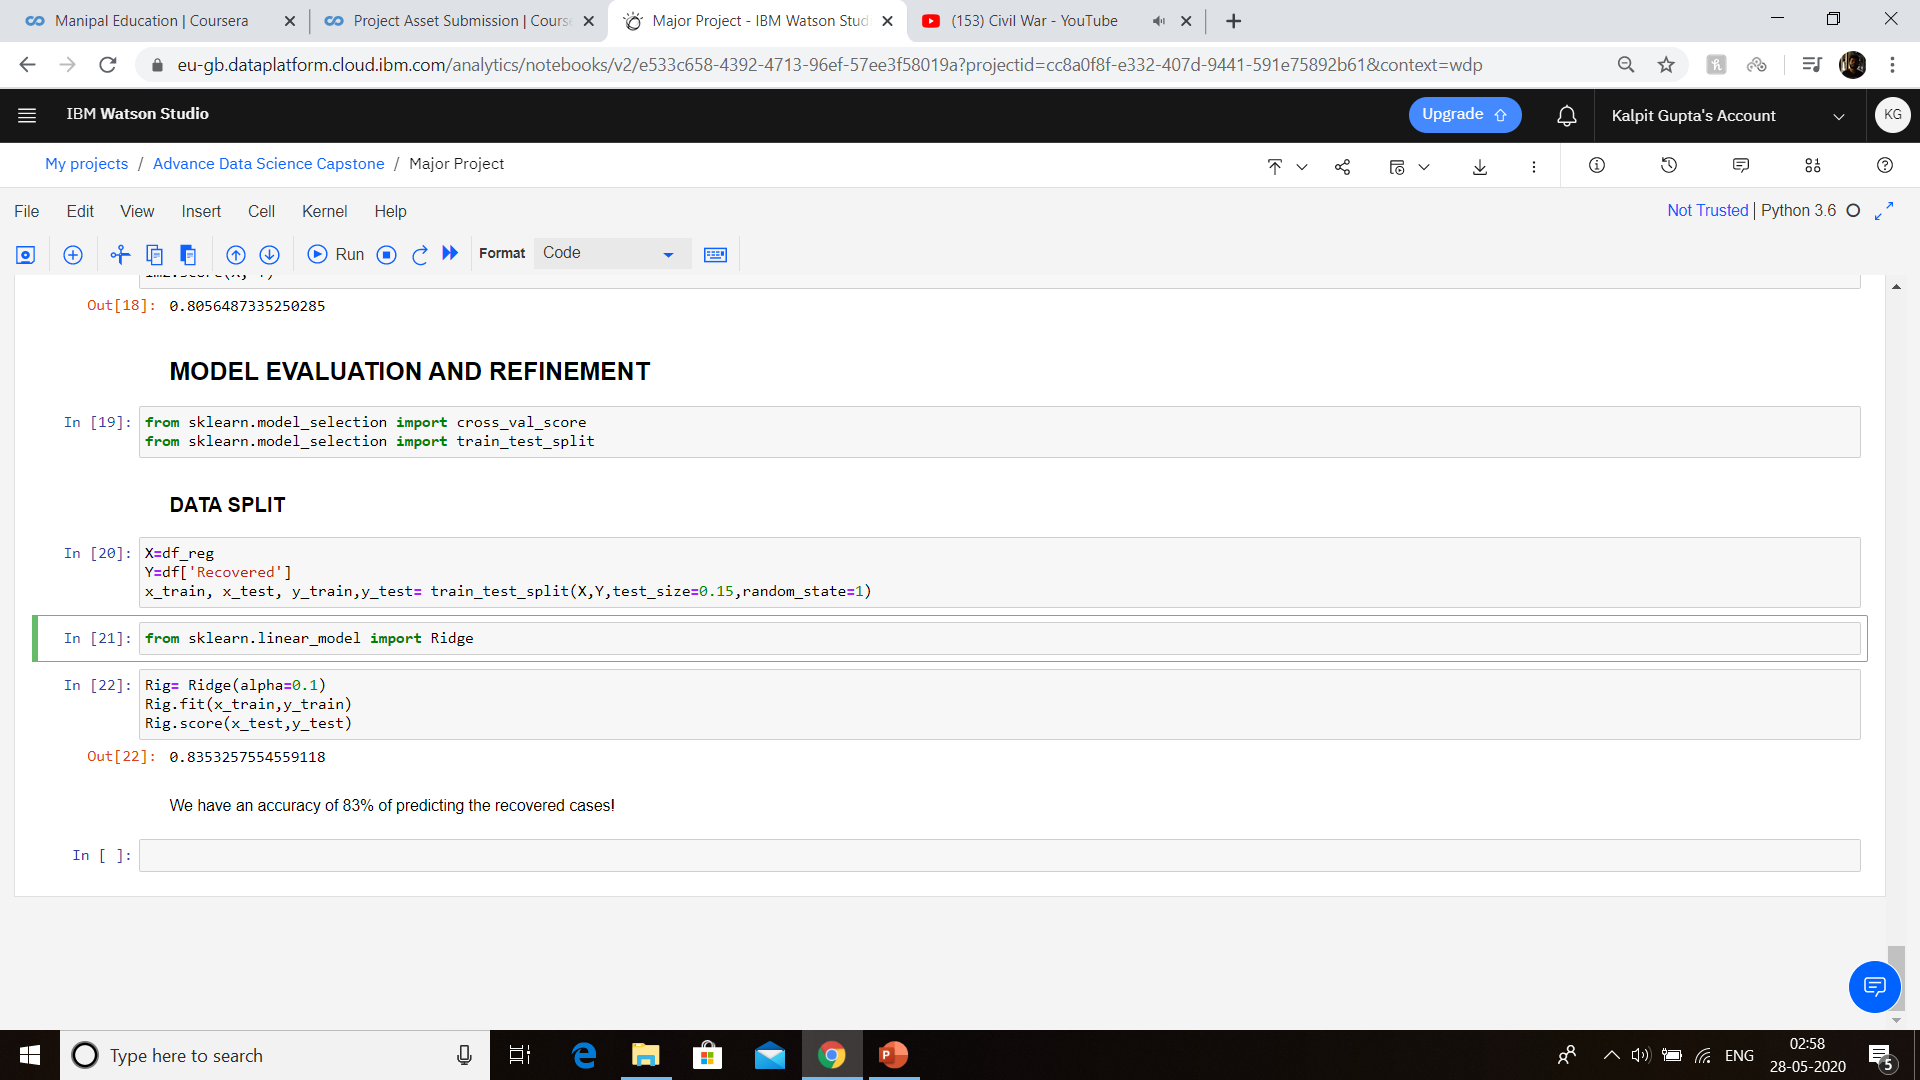 Manipal Education | Coursera
Project Asset Submission | Cours
Major Project - IBM Watson Stud
(153) Civil War - YouTube
eu-gb.dataplatform.cloud.ibm.com/analytics/notebooks/v2/e533c658-4392-4713-96ef-57ee3f58019a?projectid=cc8a0f8f-e332-407d-9441-591e75892b61&context=wdp
IBM Watson Studio
Upgrade
Kalpit Gupta's Account
KG
My projects / Advance Data Science Capstone / Major Project
File Edit View Insert Cell Kernel Help
Not Trusted | Python 3.6
Run
Format
Code
Out[18]: 0.8056487335250285
MODEL EVALUATION AND REFINEMENT
In [19]: from sklearn.model_selection import cross_val_score
from sklearn.model_selection import train_test_split
DATA SPLIT
In [20]: X=df_reg
Y=df['Recovered']
x_train, x_test, y_train,y_test= train_test_split(X,Y,test_size=0.15,random_state=1)
In [21]: from sklearn.linear_model import Ridge
In [22]: Rig= Ridge(alpha=0.1)
Rig.fit(x_train,y_train)
Rig.score(x_test,y_test)
Out[22]: 0.8353257554559118
We have an accuracy of 83% of predicting the recovered cases!
In [ ]:
Type here to search
ENG
02:58
28-05-2020
5